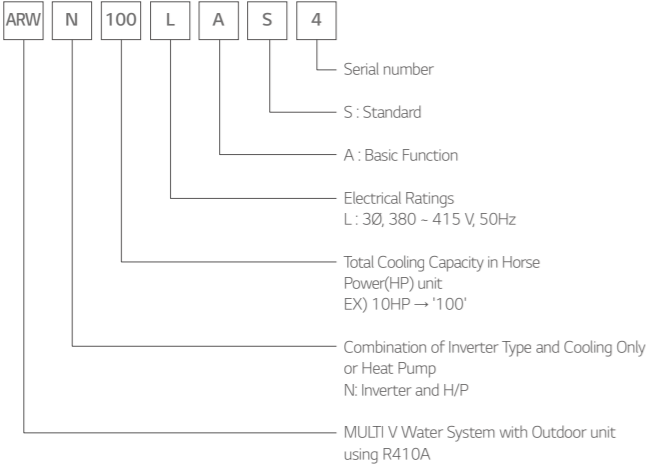 ARW N 100 L A S 4
Serial number
S : Standard
A : Basic Function
Electrical Ratings
L : 3Ø, 380 ~ 415 V, 50Hz
Total Cooling Capacity in Horse
Power(HP) unit
EX) 10HP → '100'
Combination of Inverter Type and Cooling Only
or Heat Pump
N: Inverter and H/P
MULTI V Water System with Outdoor unit
using R410A